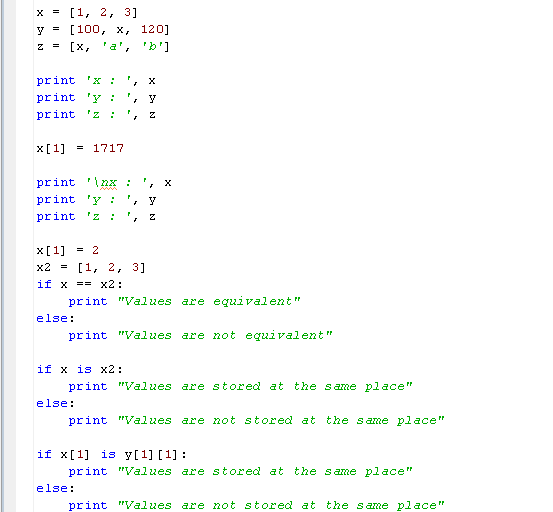 x = [1, 2, 3]
y = [100, x, 120]
z = [x, 'a', 'b']
print 'x : ', x
print 'y : ', y
print 'z : ', z
x[1] = 1717
print '\nx : ', x
print 'y : ', y
print 'z : ', z
x[1] = 2
x2 = [1, 2, 3]
if x == x2:
    print "Values are equivalent"
else:
    print "Values are not equivalent"
if x is x2:
    print "Values are stored at the same place"
else:
    print "Values are not stored at the same place"
if x[1] is y[1][1]:
    print "Values are stored at the same place"
else:
    print "Values are not stored at the same place"